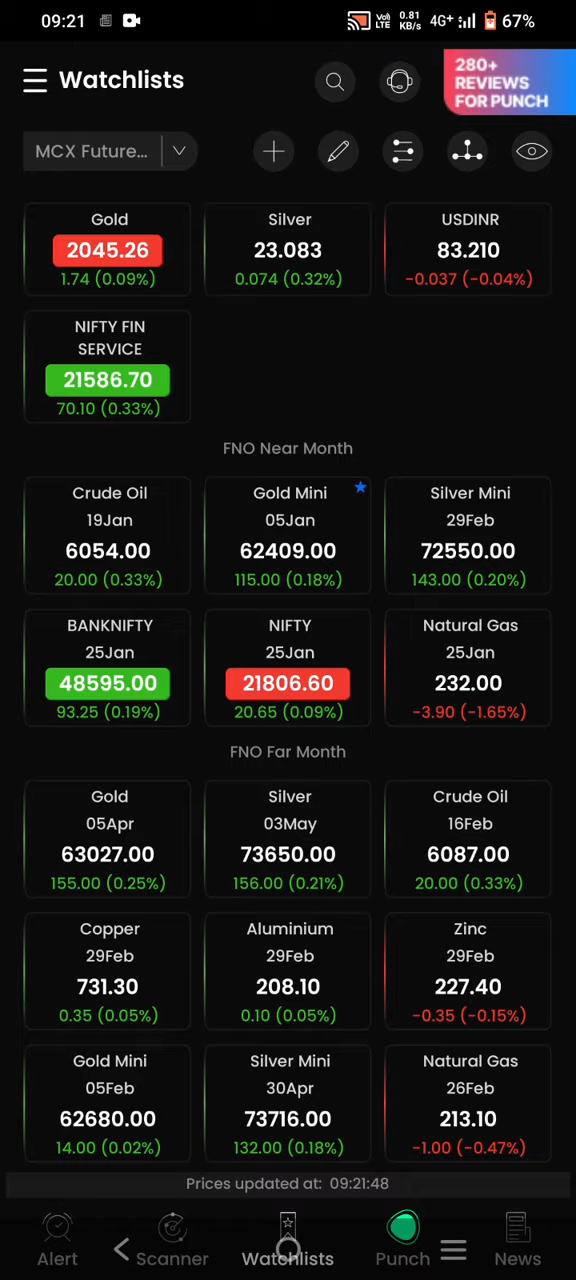 09:21 Vo) LTE 0.81 KB/s 4G+ 67%
Watchlists
280+
REVIEWS
FOR PUNCH
MCX Future...
Gold Silver USDINR
2045.26 23.083 83.210
1.74 (0.09%) 0.074 (0.32%) -0.037 (-0.04%)
NIFTY FIN
SERVICE
21586.70
70.10 (0.33%)
FNO Near Month
Crude Oil Gold Mini Silver Mini
19Jan 05Jan 29Feb
6054.00 62409.00 72550.00
20.00 (0.33%) 115.00 (0.18%) 143.00 (0.20%)
BANKNIFTY NIFTY Natural Gas
25Jan 25Jan 25Jan
48595.00 21806.60 232.00
93.25 (0.19%) 20.65 (0.09%) -3.90 (-1.65%)
FNO Far Month
Gold Silver Crude Oil
05Apr 03May 16Feb
63027.00 73650.00 6087.00
155.00 (0.25%) 156.00 (0.21%) 20.00 (0.33%)
Copper Aluminium Zinc
29Feb 29Feb 29Feb
731.30 208.10 227.40
0.35 (0.05%) 0.10 (0.05%) -0.35 (-0.15%)
Gold Mini Silver Mini Natural Gas
05Feb 30Apr 26Feb
62680.00 73716.00 213.10
14.00 (0.02%) 132.00 (0.18%) -1.00 (-0.47%)
Prices updated at: 09:21:48
Alert Scanner Watchlists Punch News